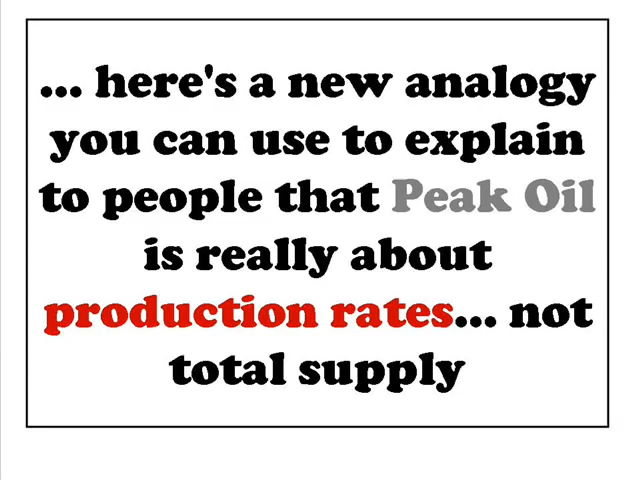 ... here's a new analogy
you can use to explain
to people that Peak Oil
is really about
production rates... not
total supply